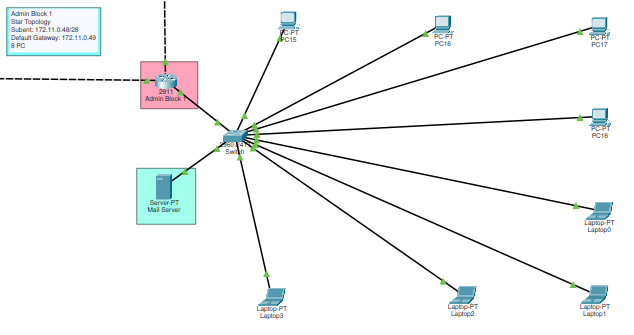 Admin Block 1
Star Topology
Subent: 172.11.0.48/28
Default Gateway: 172.11.0.49
8 PC
PC-PT
PC15
PC-PT
PC16
PC-PT
PC17
2911
Admin Block 1
PC-PT
PC18
Switch
Server-PT
Mail Server
Laptop-PT
Laptop0
Laptop-PT
Laptop3
Laptop-PT
Laptop2
Laptop-PT
Laptop1